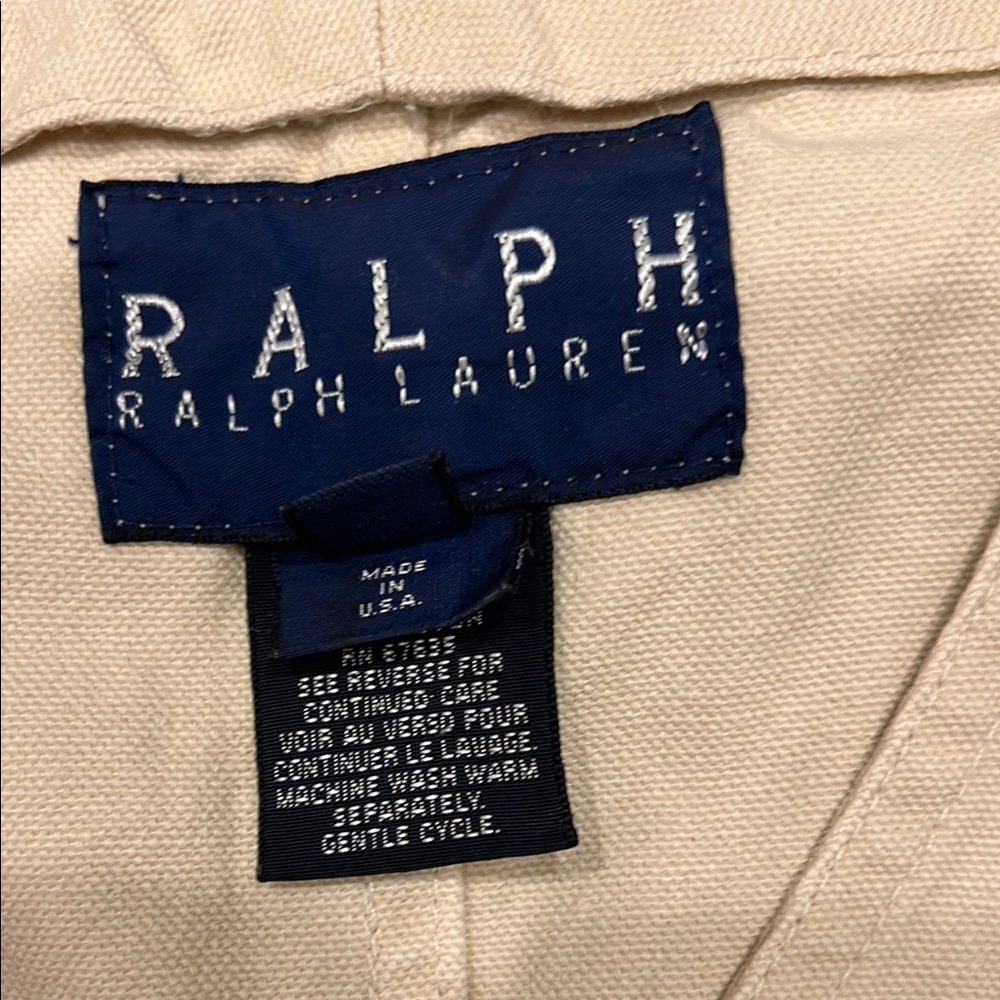 RALPH
RALPH LAUREN
MADE
IN
U.S.A.
RN 67635
SEE REVERSE FOR
CONTINUED CARE
VOIR AU VERSO POUR
CONTINUER LE LAVAGE.
MACHINE WASH WARM
SEPARATELY.
GENTLE CYCLE.